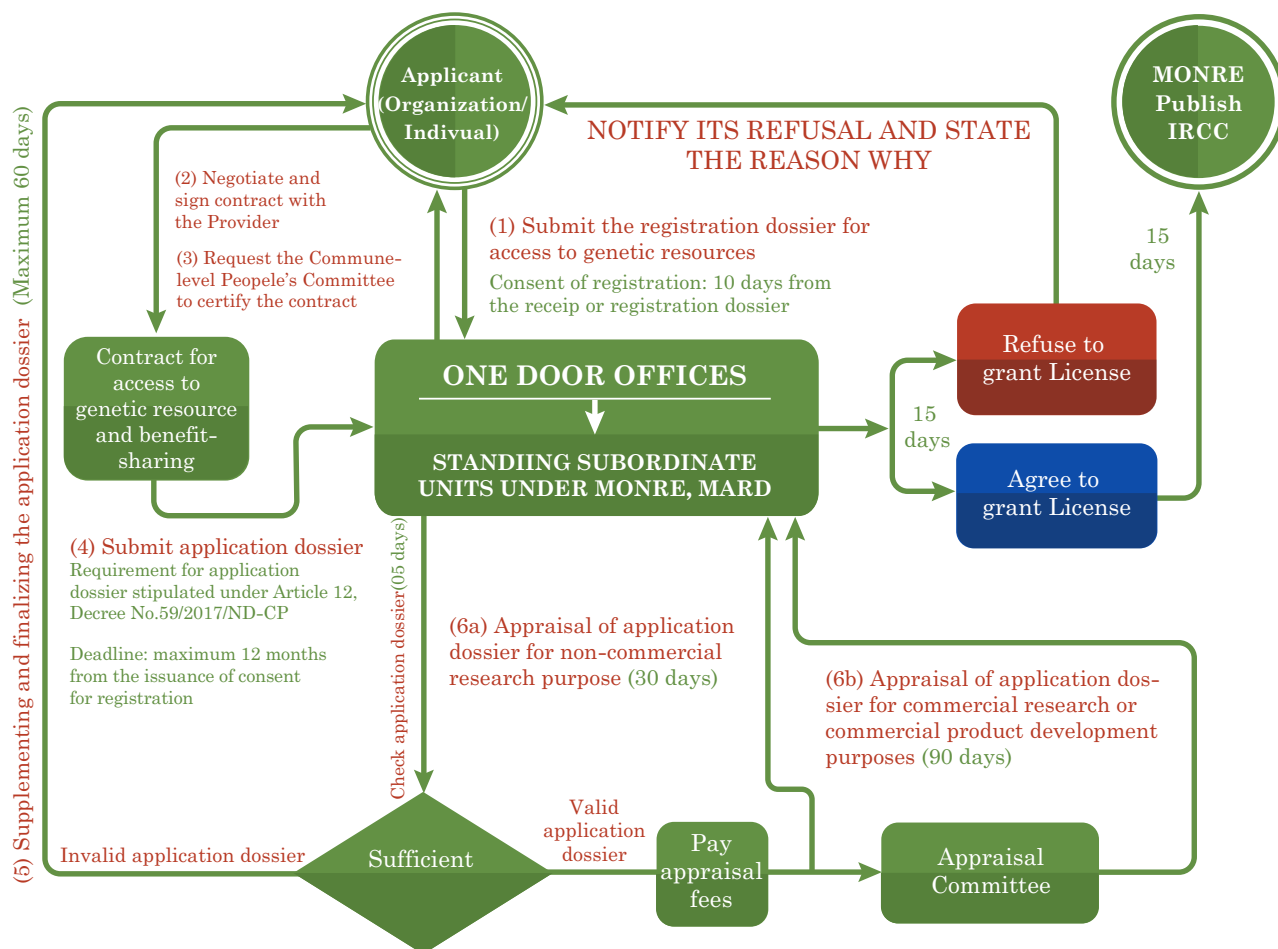 Applicant
(Organization/
Indivual)
MONRE
Publish
IRCC
NOTIFY ITS REFUSAL AND STATE
THE REASON WHY
(2) Negotiate and
sign contract with
the Provider
(3) Request the Commune-
level Peopele's Committee
to certify the contract
(1) Submit the registration dossier for
access to genetic resources
Consent of registration: 10 days from
the receip or registration dossier
15
days
Contract for
access to
genetic resource
and benefit-
sharing
ONE DOOR OFFICES
STANDIING SUBORDINATE
UNITS UNDER MONRE, MARD
15
days
Refuse to
grant License
Agree to
grant License
(4) Submit application dossier
Requirement for application
dossier stipulated under Article 12,
Decree No.59/2017/ND-CP
Deadline: maximum 12 months
from the issuance of consent
for registration
Check application dossier(05 days)
(6a) Appraisal of application
dossier for non-commercial
research purpose (30 days)
(6b) Appraisal of application dos-
sier for commercial research or
commercial product development
purposes (90 days)
(5) Supplementing and finalizing the application dossier (Maximum 60 days)
Invalid application dossier
Sufficient
Valid
application
dossier
Pay
appraisal
fees
Appraisal
Committee